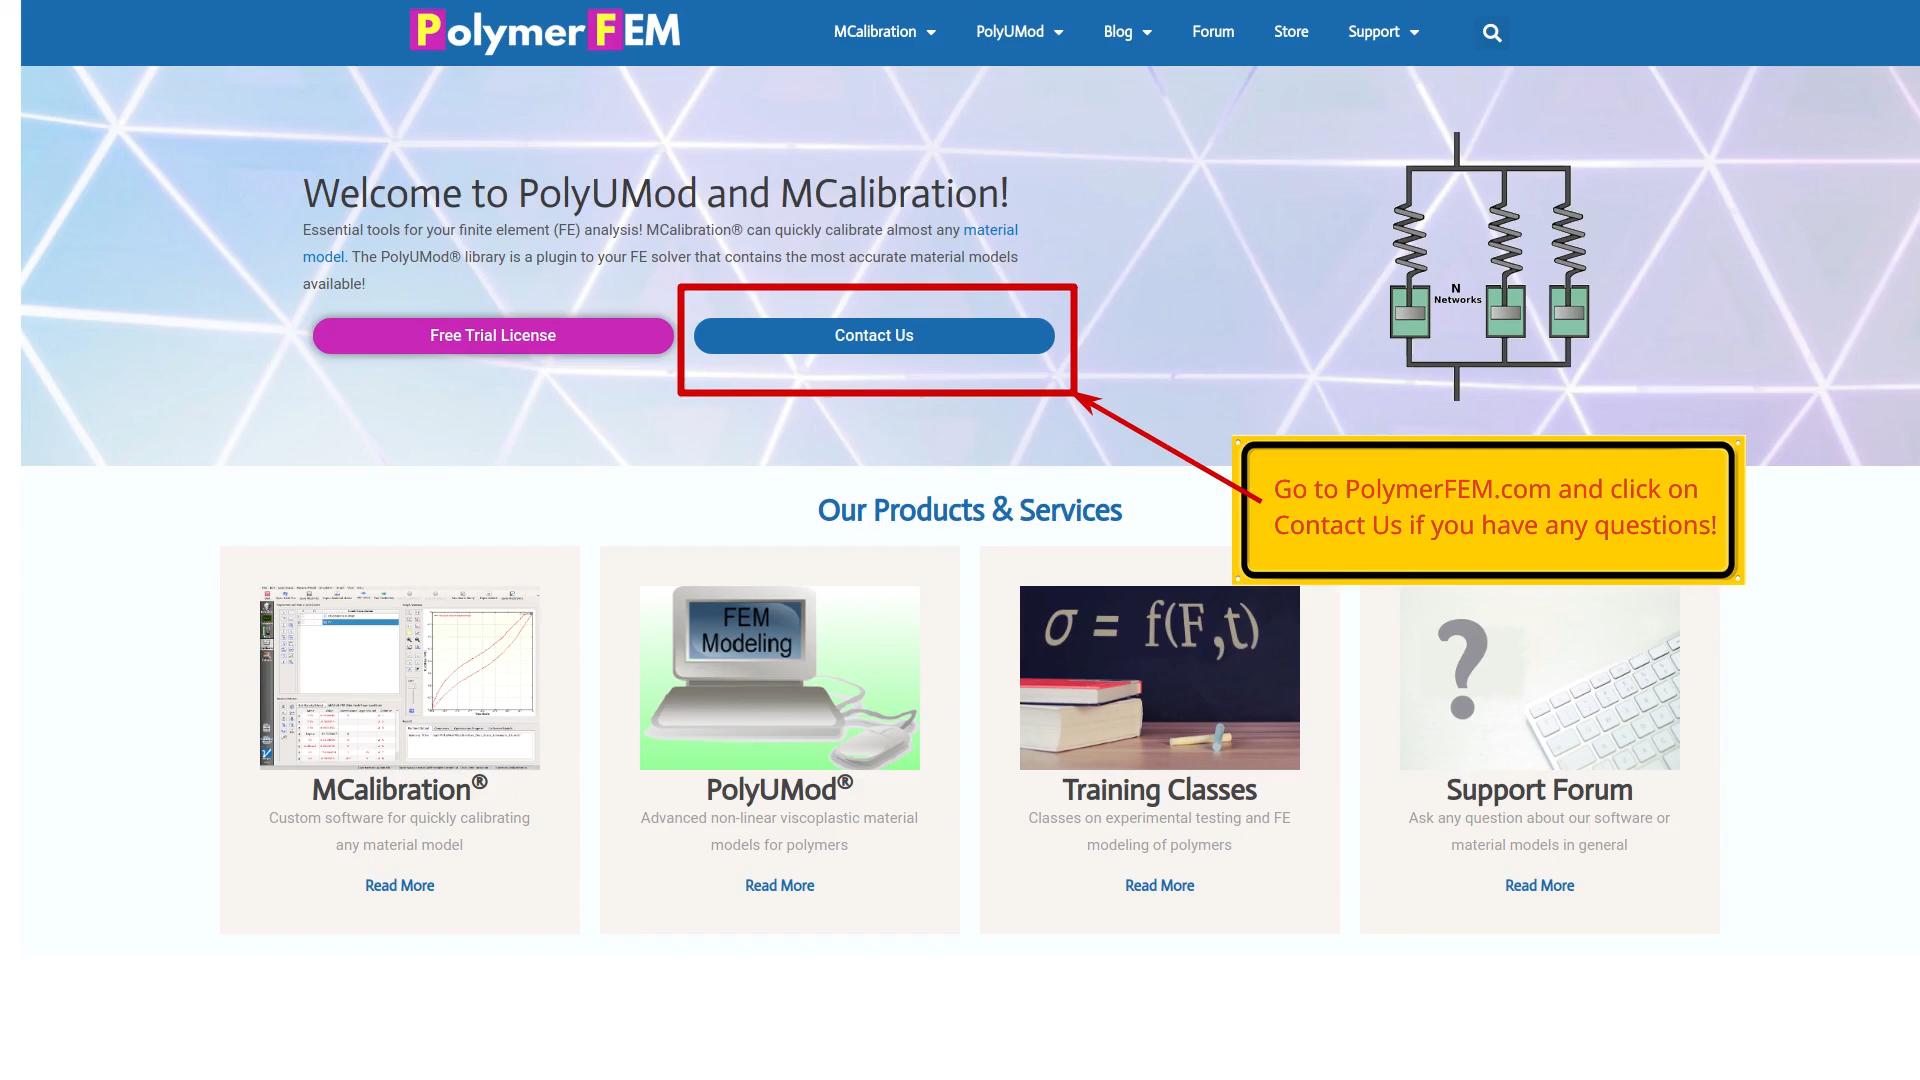 PolymerFEM
MCalibration
PolyUMod
Blog
Forum
Store
Support
Welcome to PolyUMod and MCalibration!
Essential tools for your finite element (FE) analysis! MCalibration® can quickly calibrate almost any material
model. The PolyUMod® library is a plugin to your FE solver that contains the most accurate material models
available!
Free Trial License
Contact Us
N
Networks
Go to PolymerFEM.com and click on
Contact Us if you have any questions!
Our Products & Services
FEM
Modeling
σ = f(F,t)
?
MCalibration®
Custom software for quickly calibrating
any material model
Read More
PolyUMod®
Advanced non-linear viscoplastic material
models for polymers
Read More
Training Classes
Classes on experimental testing and FE
modeling of polymers
Read More
Support Forum
Ask any question about our software or
material models in general
Read More